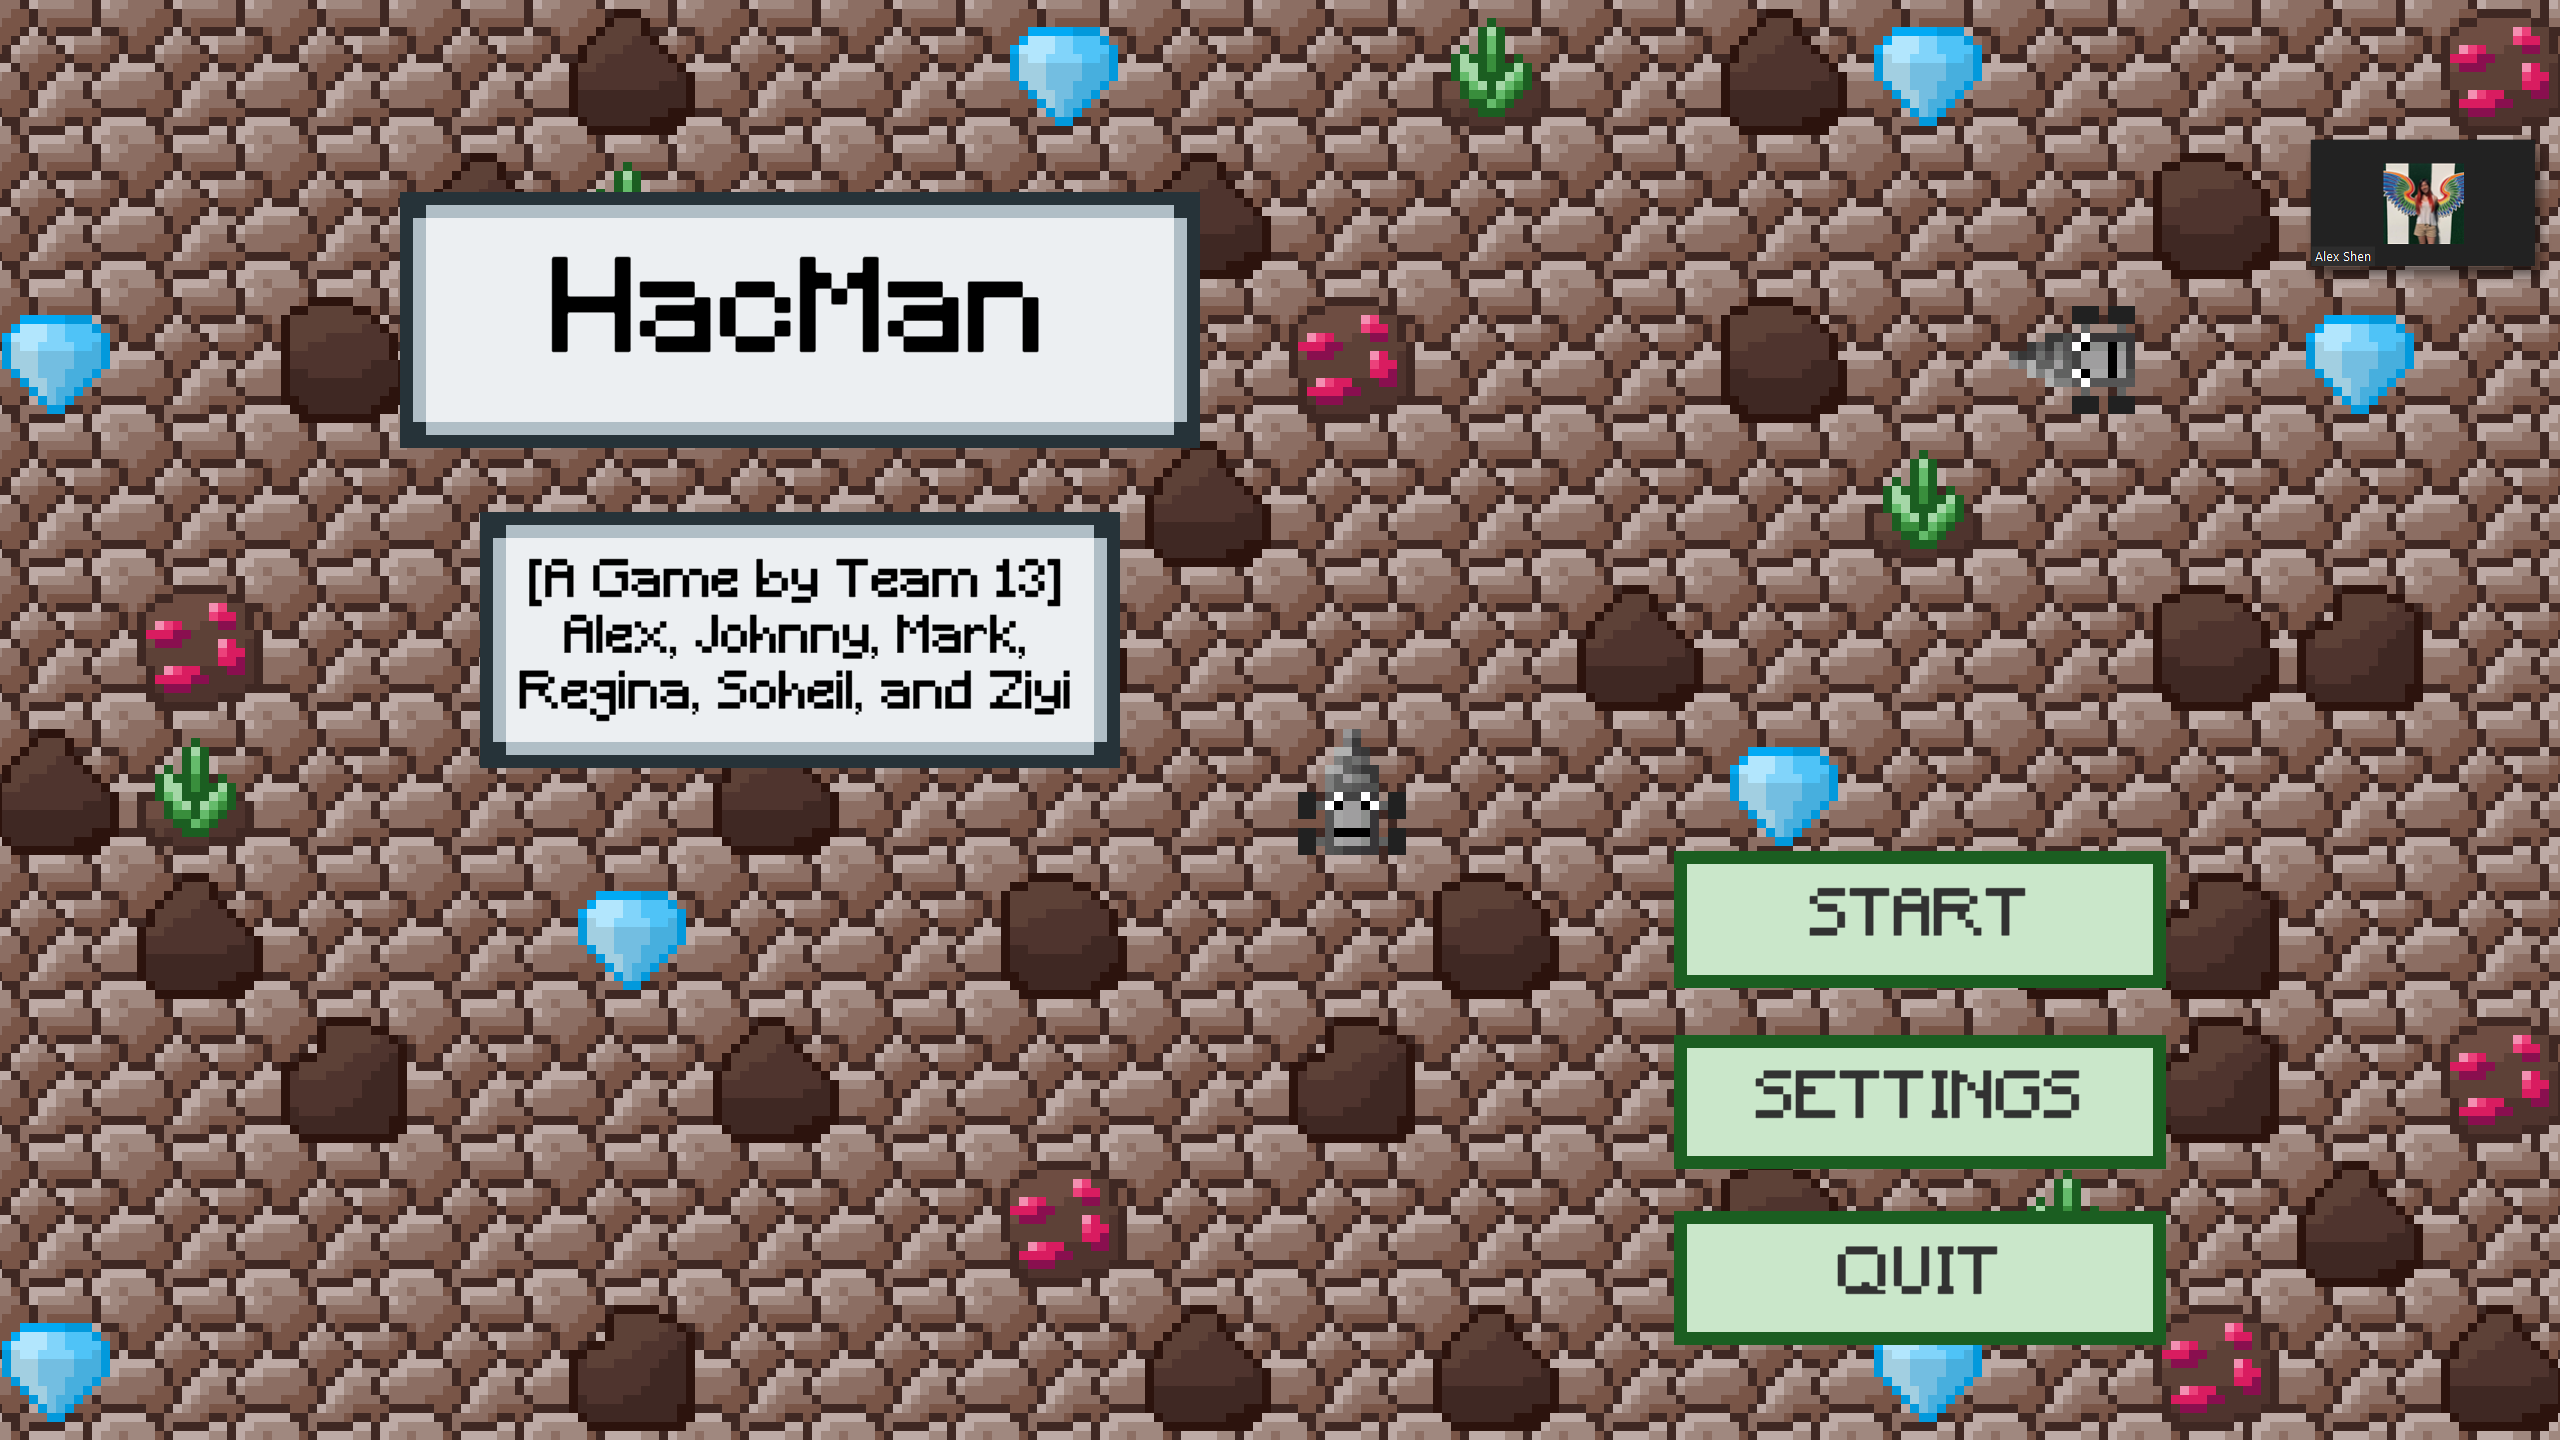 HacMan
[A Game by Team 13]
Alex, Johnny, Mark,
Regina, Soheil, and Ziyi
Alex Shen
START
SETTINGS
QUIT